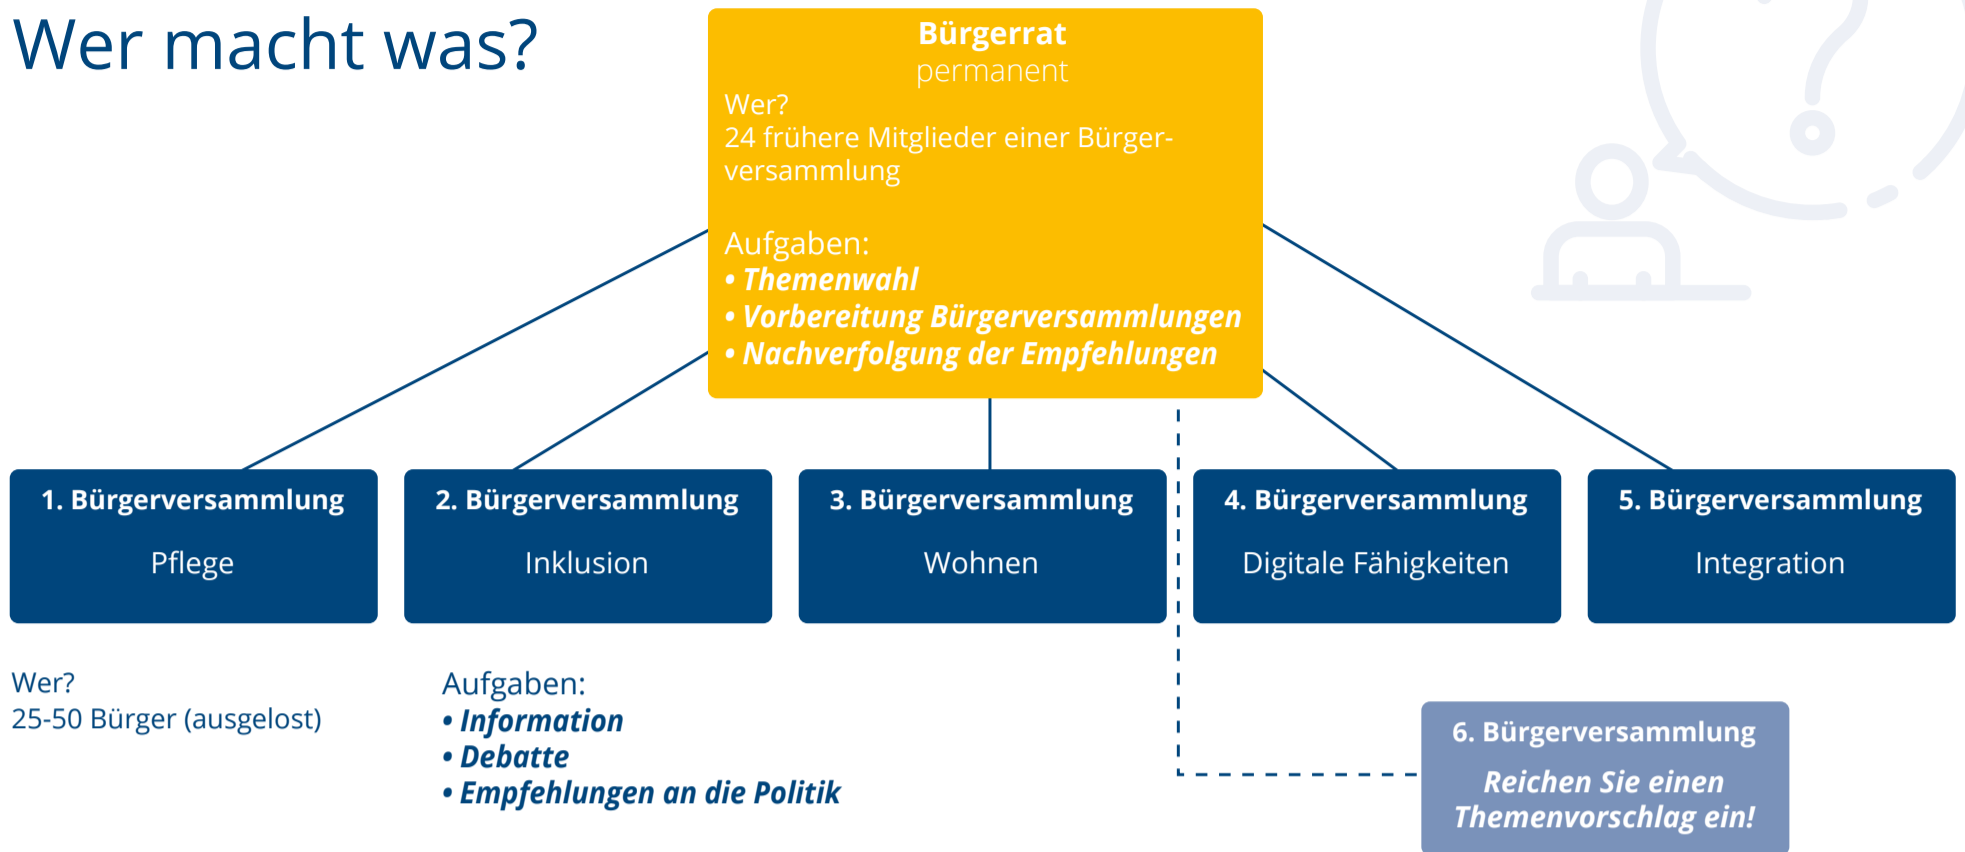 Wer macht was?
Bürgerrat
permanent
Wer?
24 frühere Mitglieder einer Bürger-
versammlung
Aufgaben:
• Themenwahl
• Vorbereitung Bürgerversammlungen
• Nachverfolgung der Empfehlungen
1. Bürgerversammlung
Pflege
2. Bürgerversammlung
Inklusion
3. Bürgerversammlung
Wohnen
4. Bürgerversammlung
Digitale Fähigkeiten
5. Bürgerversammlung
Integration
Wer?
25-50 Bürger (ausgelost)
Aufgaben:
• Information
• Debatte
• Empfehlungen an die Politik
6. Bürgerversammlung
Reichen Sie einen
Themenvorschlag ein!